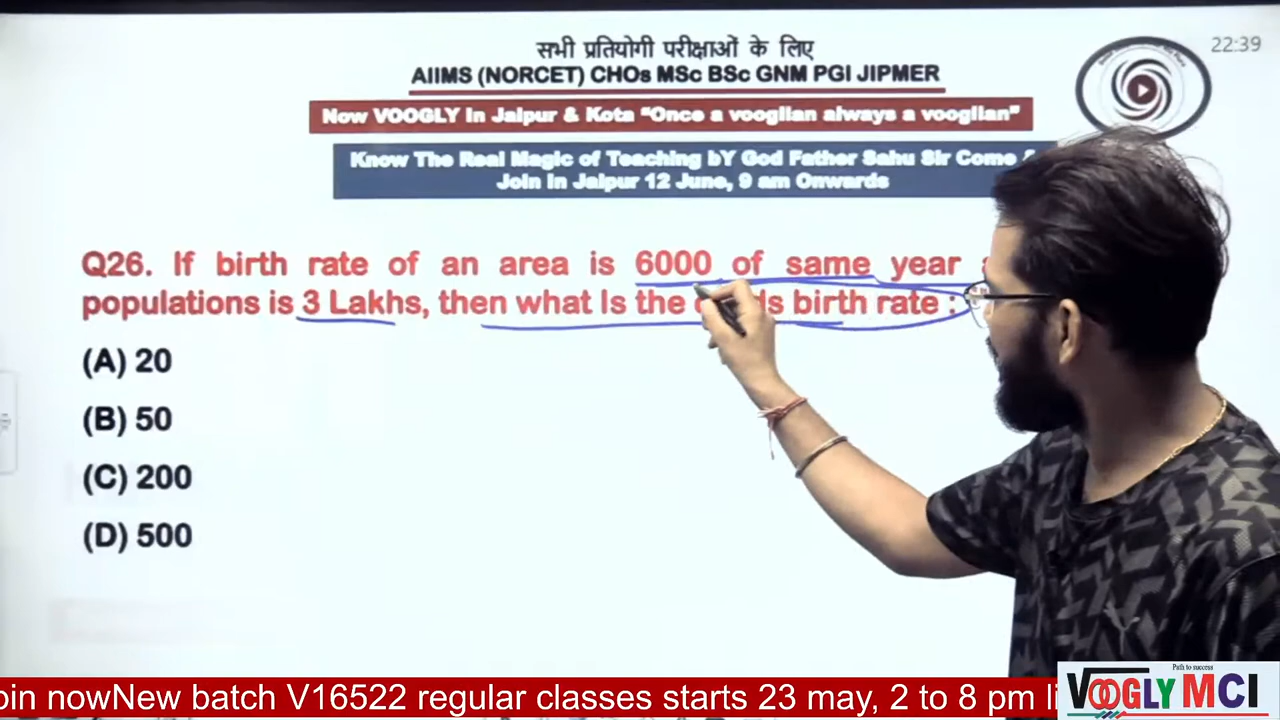 सभी प्रतियोगी परीक्षाओं के लिए
22:39
AIIMS (NORCET) CHOs MSc BSc GNM PGI JIPMER
Now VOOGLY In Jaipur & Kota “Once a vooglian always a vooglian”
Know The Real Magic of Teaching bY God Father Sahu Sir Come &
Join In Jaipur 12 June, 9 am Onwards
Q26. If birth rate of an area is 6000 of same year
populations is 3 Lakhs, then what Is the birth rate :
(A) 20
(B) 50
(C) 200
(D) 500
Path to success
VOOGLY MCI
oin nowNew batch V16522 regular classes starts 23 may, 2 to 8 pm li